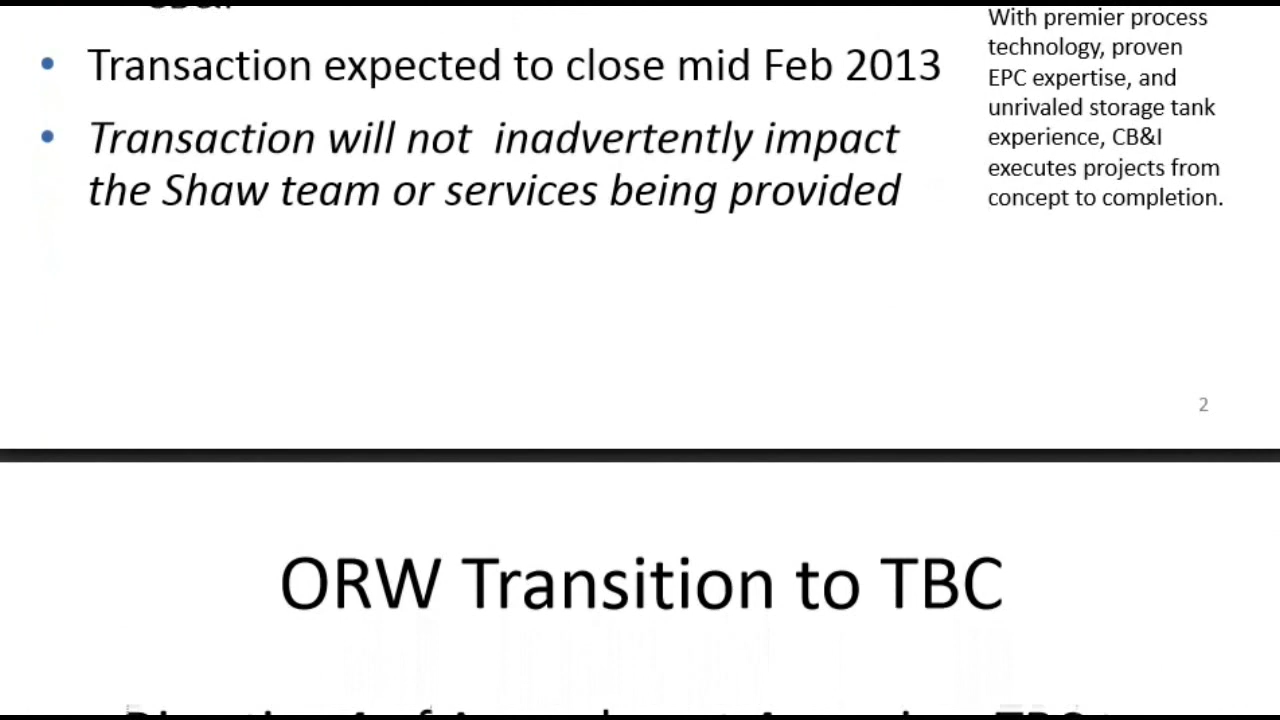 • Transaction expected to close mid Feb 2013
• Transaction will not  inadvertently impact
the Shaw team or services being provided
With premier process
technology, proven
EPC expertise, and
unrivaled storage tank
experience, CB&I
executes projects from
concept to completion.
2
ORW Transition to TBC